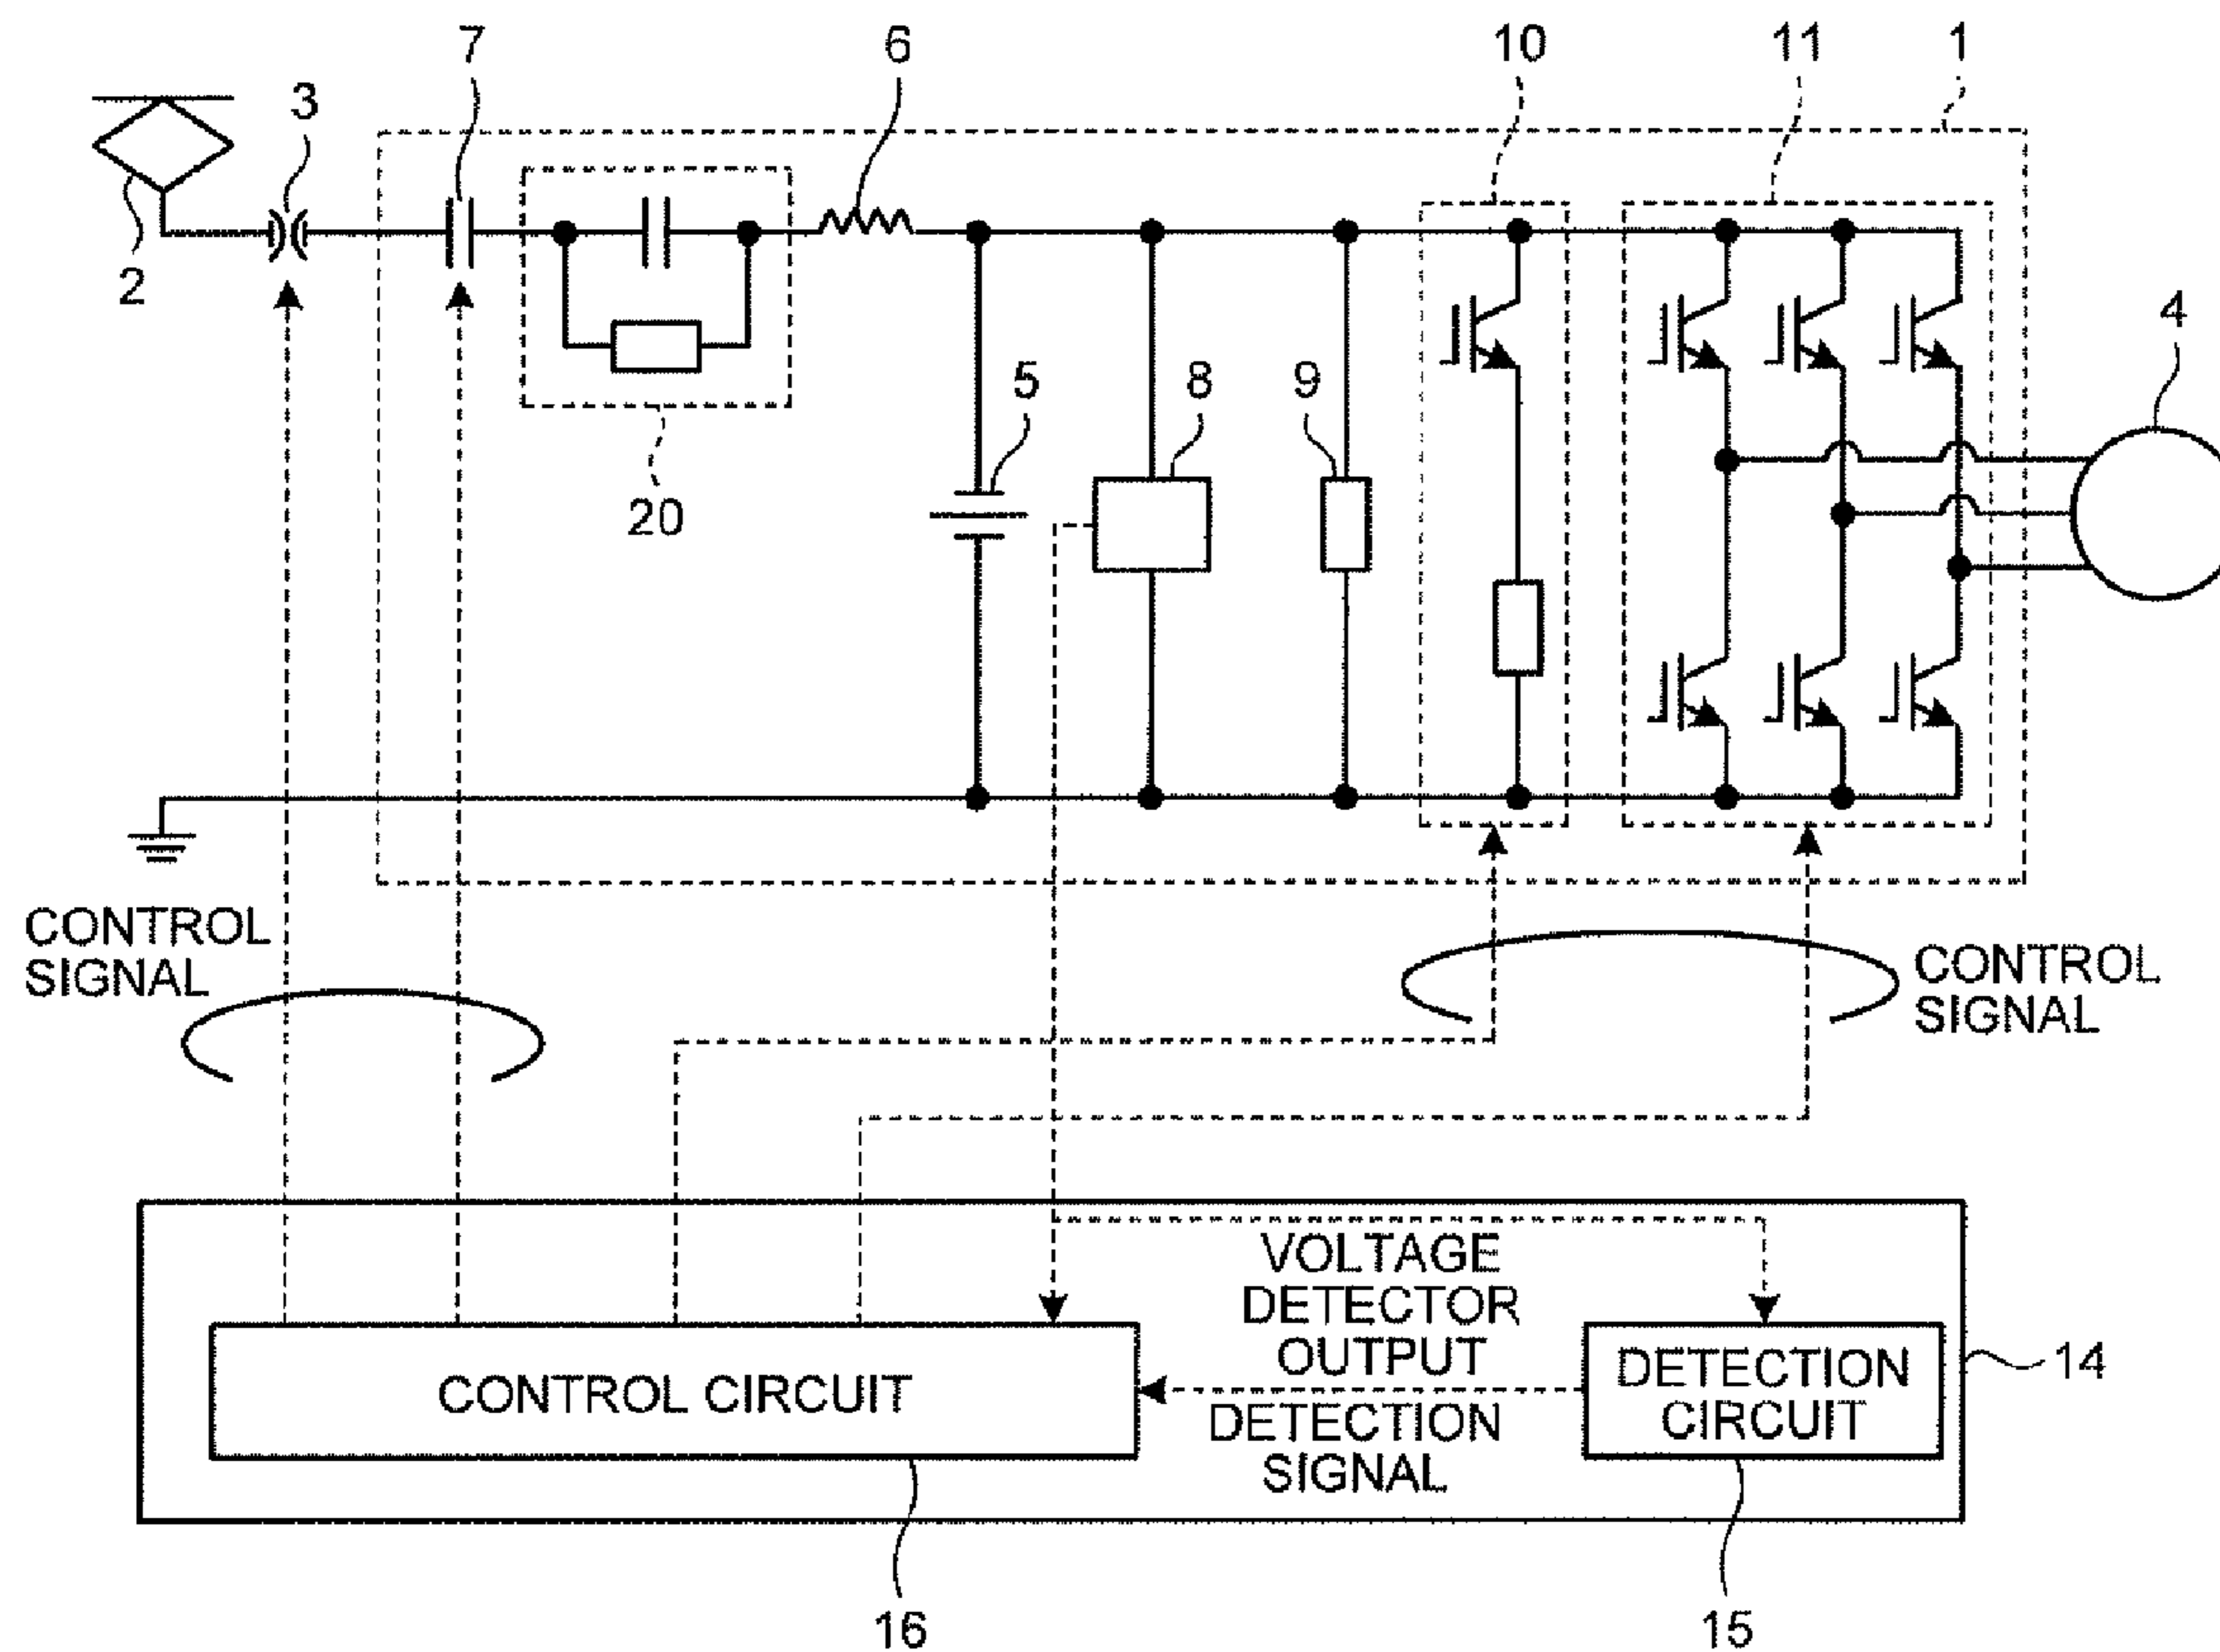 7
6
10
11
1
3
2
4
5
8
9
20
CONTROL
SIGNAL
CONTROL
SIGNAL
VOLTAGE
DETECTOR
OUTPUT
CONTROL CIRCUIT
DETECTION
SIGNAL
DETECTION
CIRCUIT
14
16
15